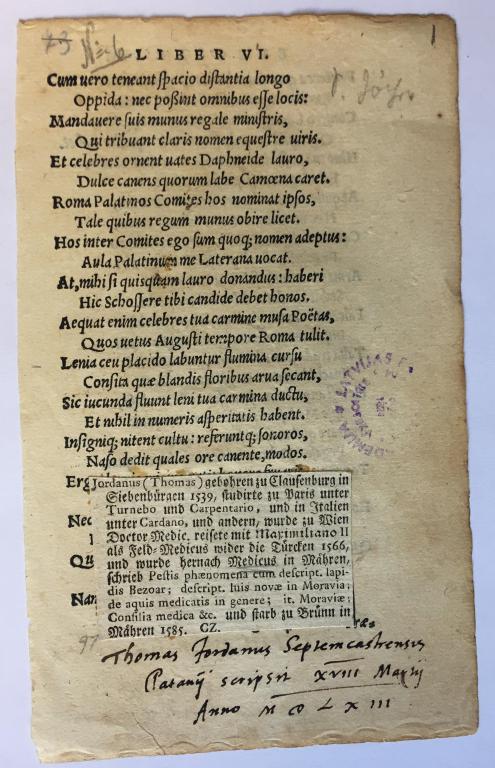 LIBER VI.
Cum uero teneant spacio distantia longo
Oppida: nec poßint omnibus esse locis:
Mandauere suis munus regale ministris,
Qui tribuant claris nomen equestre uiris.
Et celebres ornent uates Daphneide lauro,
Dulce canens quorum labe Camœna caret.
Roma Palatinos Comites hos nominat ipsos,
Tale quibus regum munus obire licet.
Hos inter Comites ego sum quoq; nomen adeptus:
Aula Palatinum me Laterana uocat.
At, mihi si quisquam lauro donandus: haberi
Hic Schossere tibi candide debet honos.
Aequat enim celebres tua carmine musa Poëtas,
Quos uetus Augusti tempore Roma tulit.
Lenia ceu placido labuntur flumina cursu
Consita quæ blandis floribus arua secant,
Sic iucunda fluunt leni tua carmina ductu,
Et nihil in numeris asperitatis habent.
Insigniq; nitent cultu: referuntq; sonoros,
Naso dedit quales ore canente, modos.
Erg
Nec
Qu
Nan
Jordanus (Thomas) gebohren zu Clausenburg in
Siebenbürgen 1539, studirte zu Paris unter
Turnebo und Carpentario, und in Italien
unter Cardano, und andern, wurde zu Wien
Doctor Medic. reisete mit Maximiliano II
als Feld-Medicus wider die Türcken 1566,
und wurde hernach Medicus in Mähren,
schrieb Pestis phænomena cum descript. lapi-
dis Bezoar; descript. luis novæ in Moravia;
de aquis medicatis in genere; it. Moraviæ;
Consilia medica &c. und starb zu Brünn in
Mähren 1585. GZ.
Thomas Jordanus Septemcastrensis
Patavij scripsit XVIII Maij
Anno M D L X III